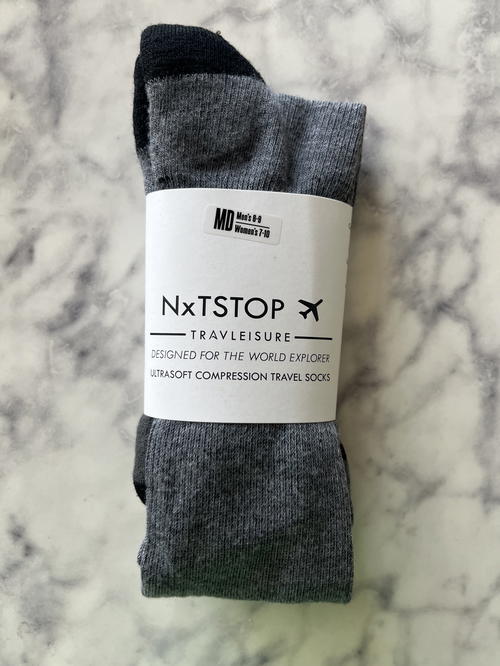 MD Men's 6-9
Women's 7-10
NxTSTOP
TRAVLEISURE
DESIGNED FOR THE WORLD EXPLORER
ULTRASOFT COMPRESSION TRAVEL SOCKS